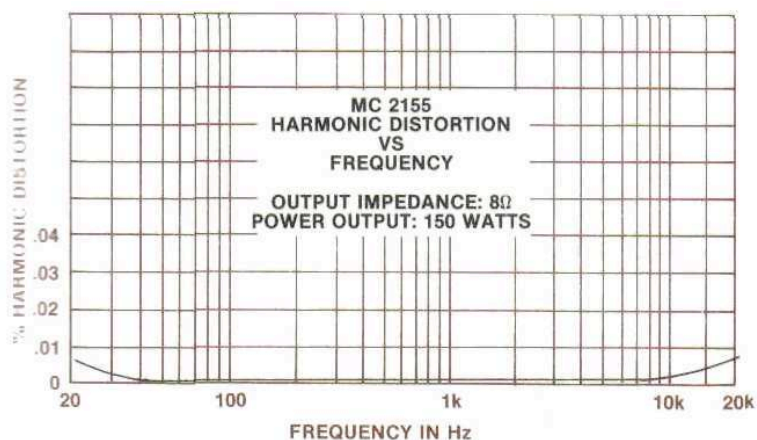 MC 2155
HARMONIC DISTORTION
VS
FREQUENCY
OUTPUT IMPEDANCE: 8Ω
POWER OUTPUT: 150 WATTS
% HARMONIC DISTORTION
.04
.03
.02
.01
0
20
100
1k
10k
20k
FREQUENCY IN Hz